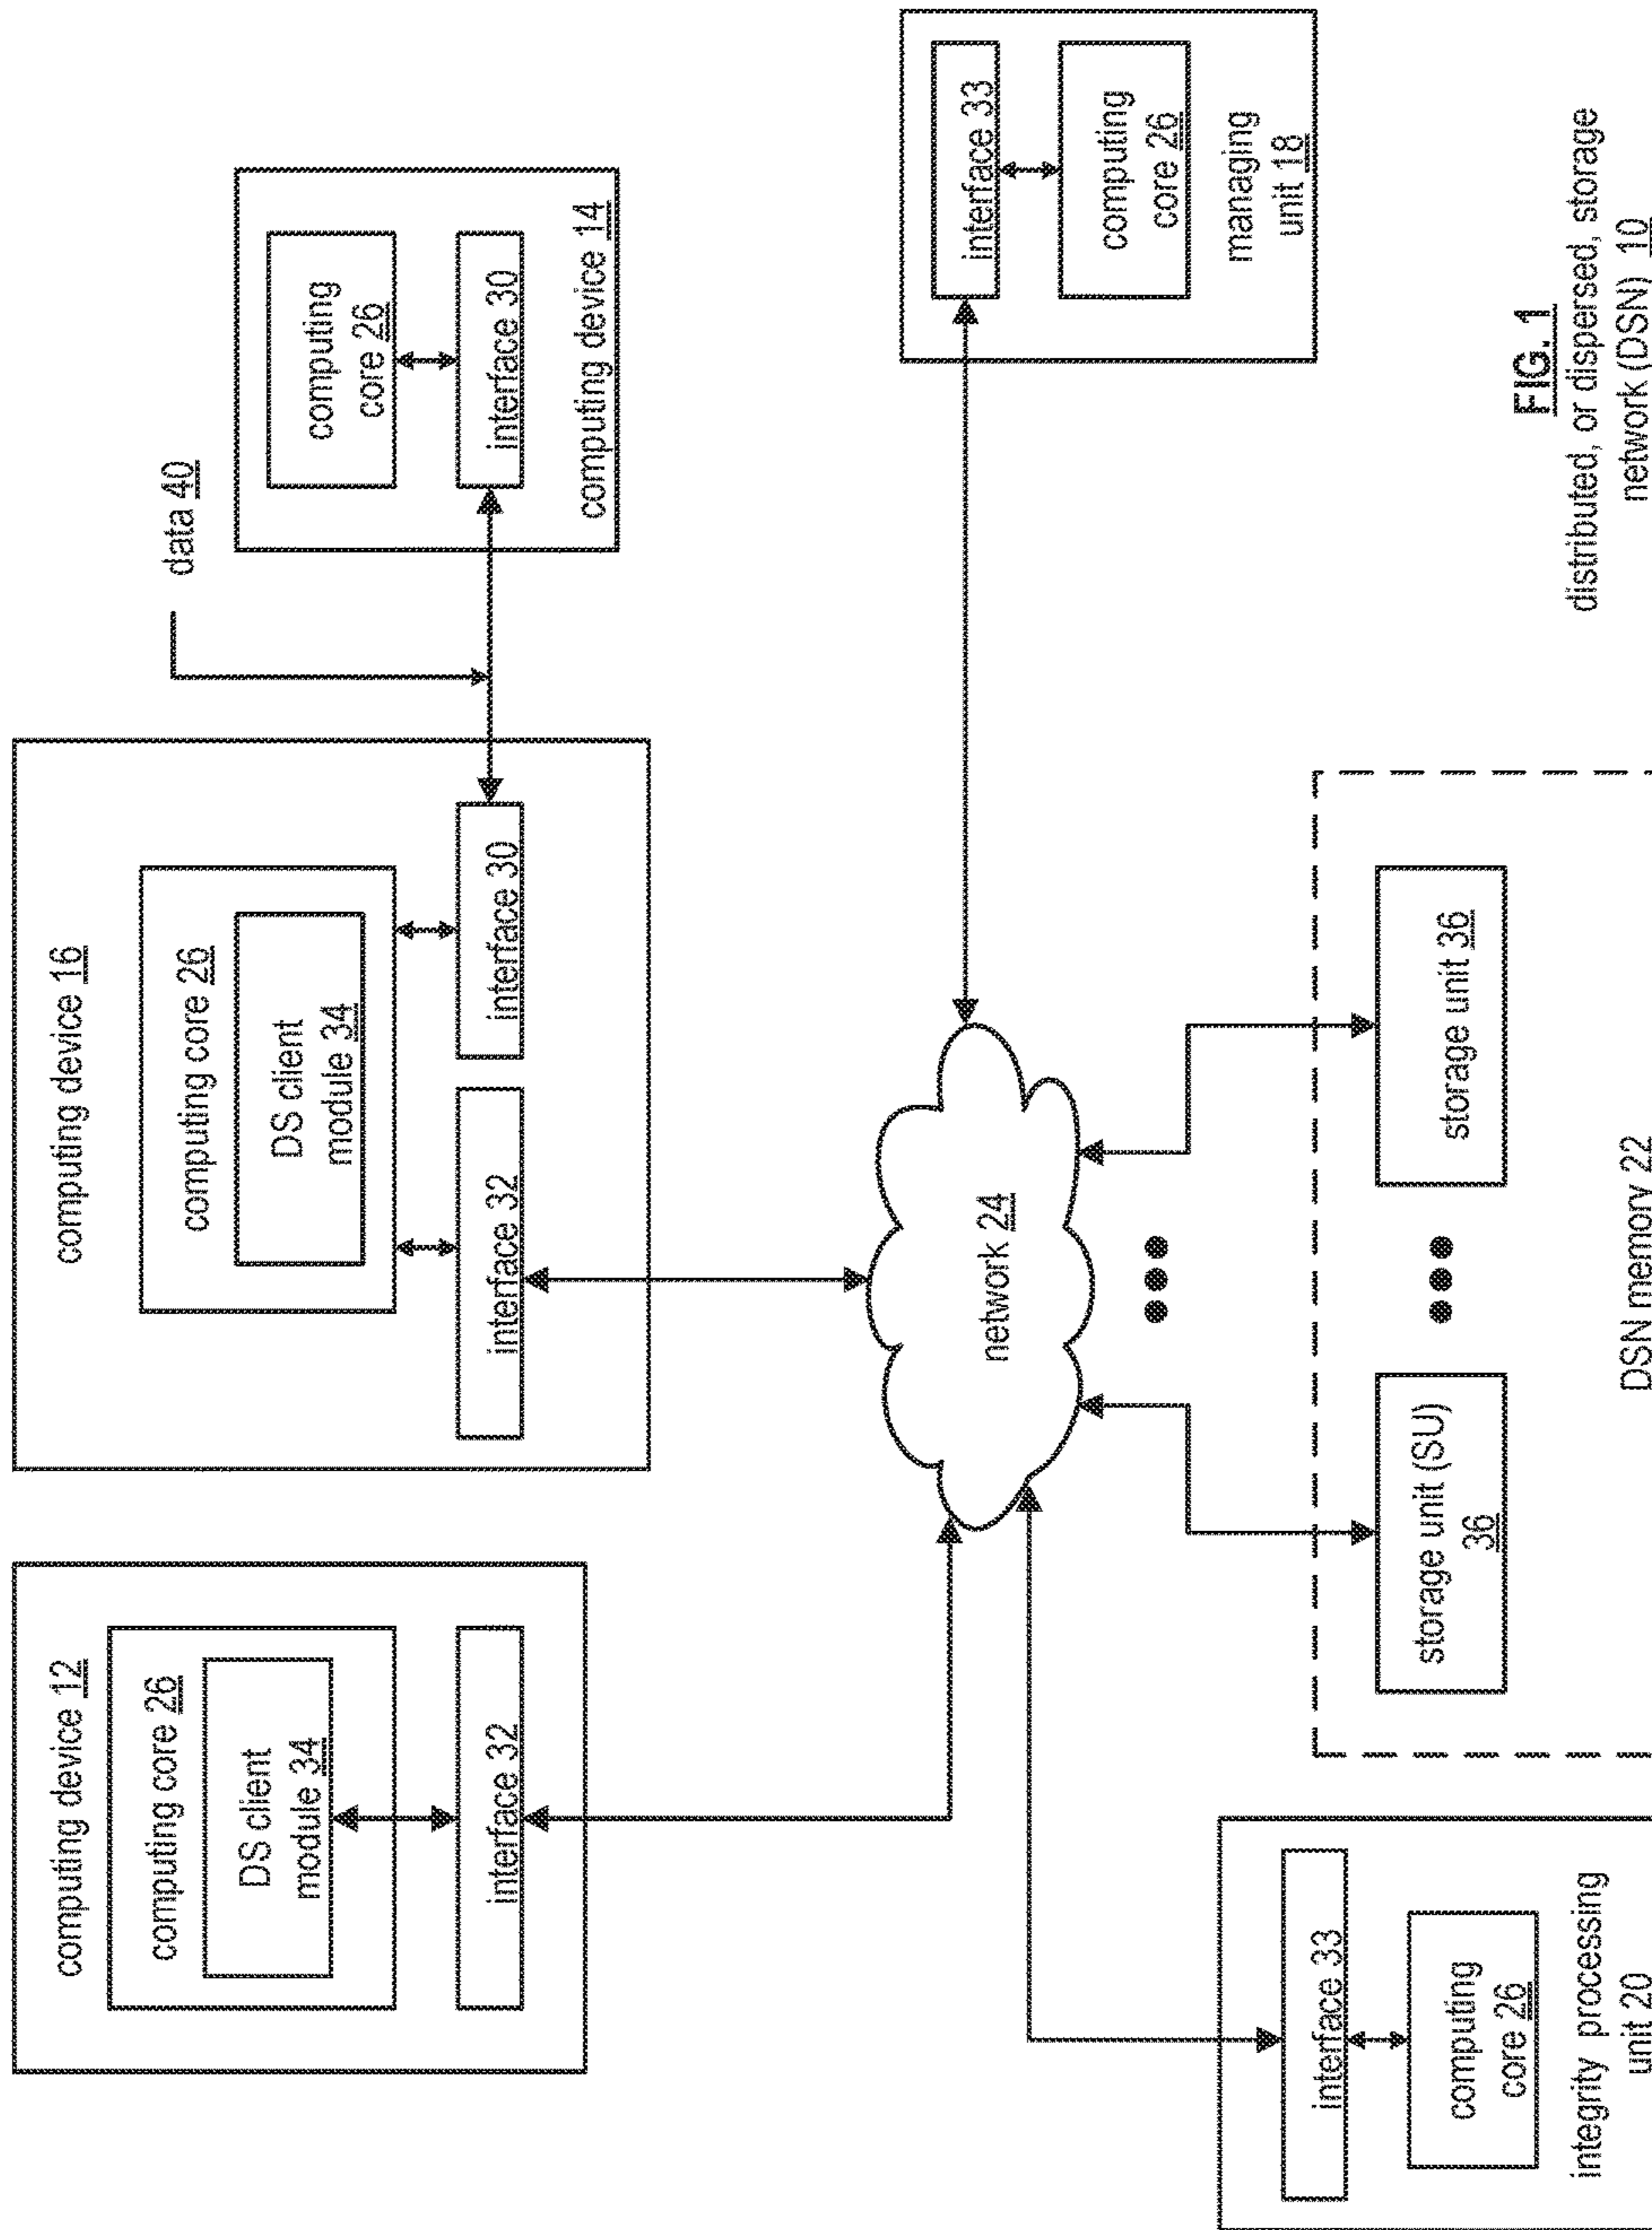 computing device 12
computing core 26
DS client
module 34
interface 32
computing device 16
computing core 26
DS client
module 34
interface 32
interface 30
data 40
computing
core 26
interface 30
computing device 14
network 24
interface 33
computing
core 26
managing
unit 18
interface 33
computing
core 26
integrity processing
unit 20
storage unit (SU)
36
storage unit 36
DSN memory 22
FIG. 1
distributed, or dispersed, storage
network (DSN) 10